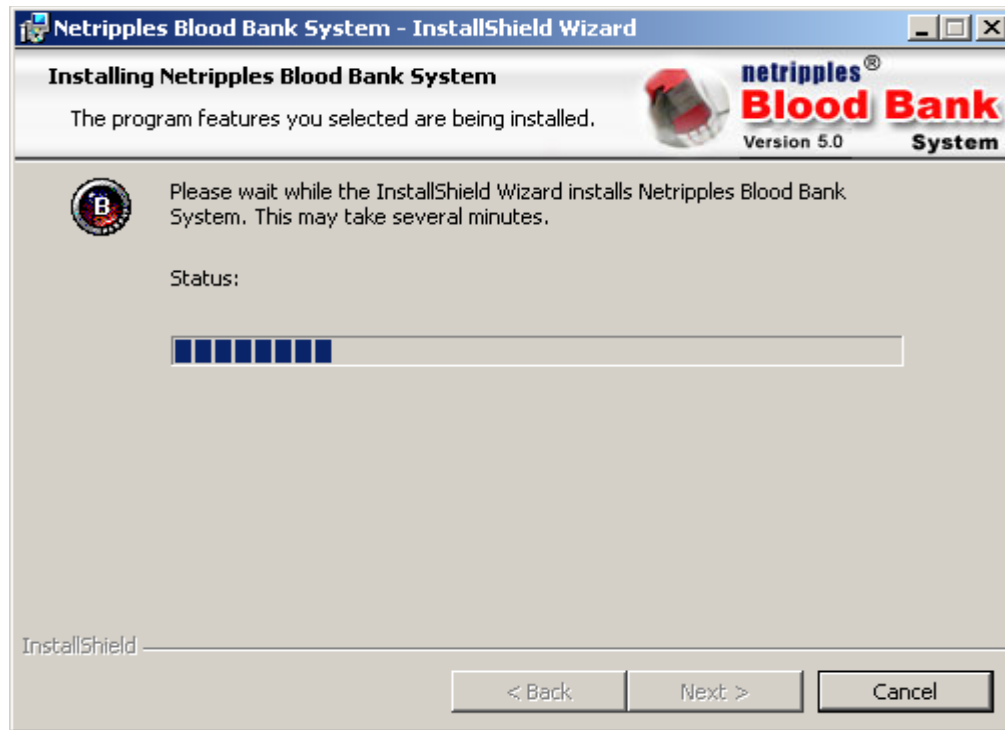 Netripples Blood Bank System - InstallShield Wizard
Installing Netripples Blood Bank System
The program features you selected are being installed.
netripples®
Blood Bank
Version 5.0 System
B
Please wait while the InstallShield Wizard installs Netripples Blood Bank
System. This may take several minutes.
Status:
InstallShield
< Back Next > Cancel